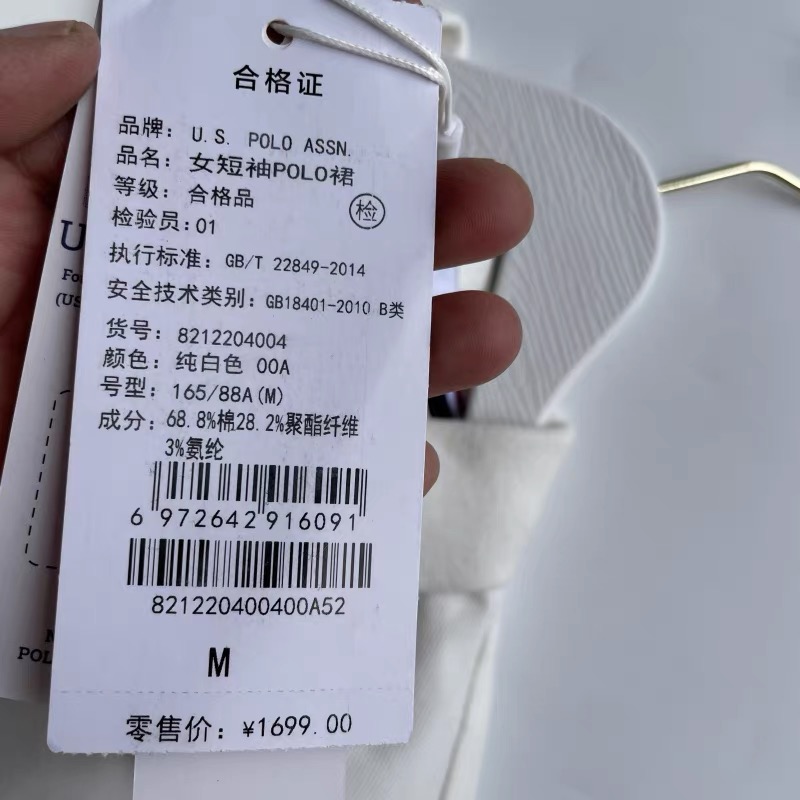 合格证
品牌: U.S. POLO ASSN.
品名: 女短袖POLO裙
等级: 合格品
检
检验员:01
执行标准: GB/T 22849-2014
安全技术类别: GB18401-2010 B类
货号: 8212204004
颜色: 纯白色 00A
号型: 165/88A(M)
成分: 68.8%棉28.2%聚酯纤维
3%氨纶
6 972642 916091
821220400400A52
M
零售价: ¥1699.00
U
(US
POL